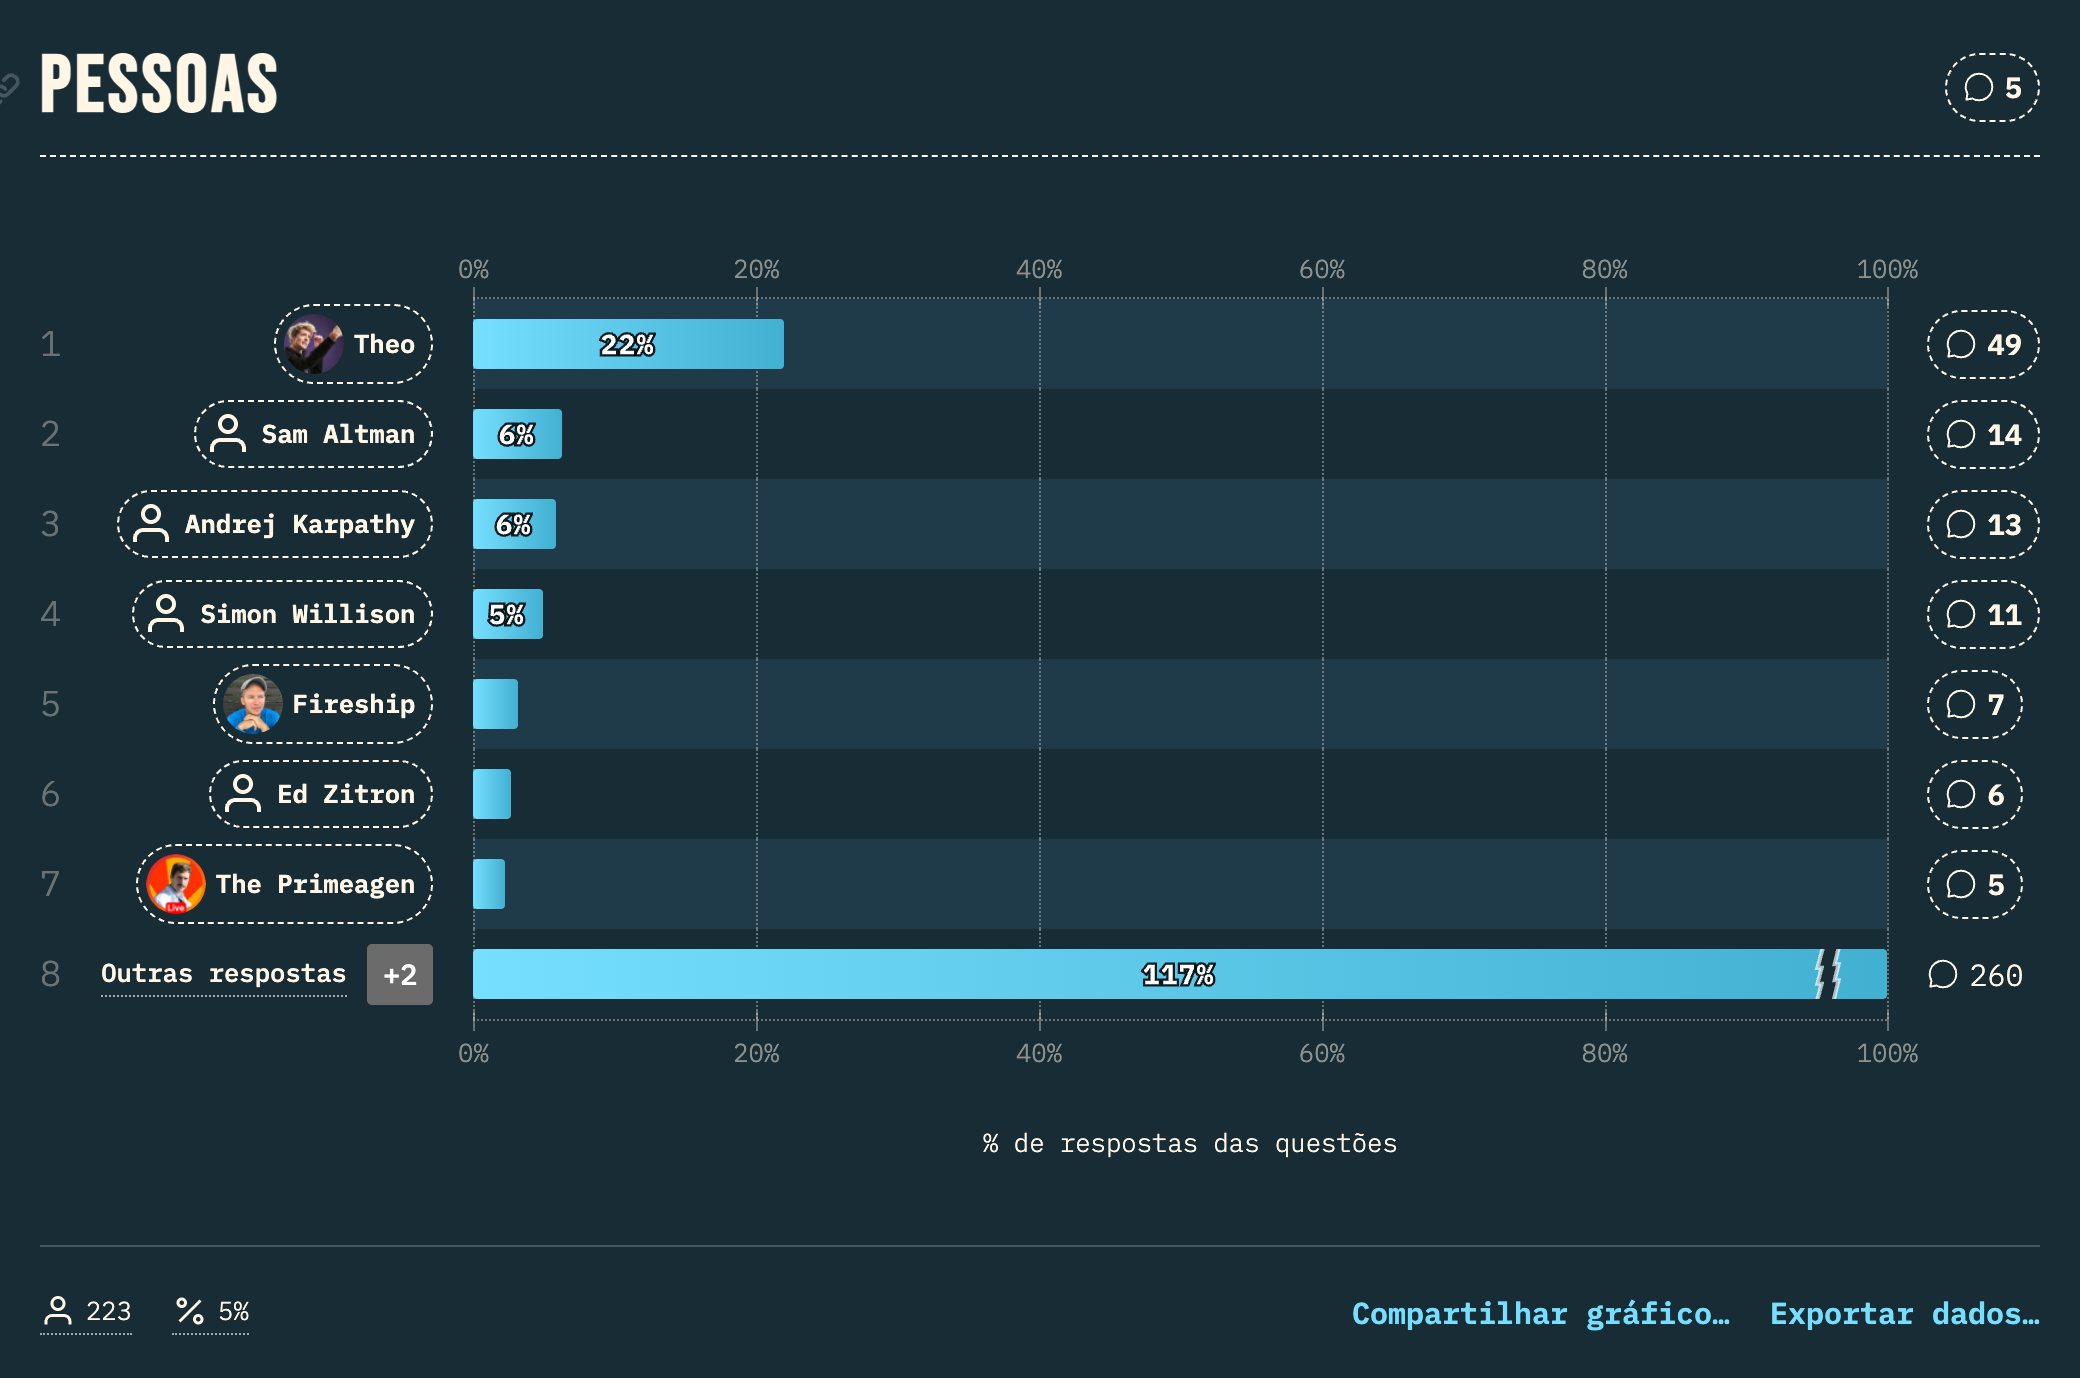 PESSOAS
5
0% 20% 40% 60% 80% 100%
1 Theo 22% 49
2 Sam Altman 6% 14
3 Andrej Karpathy 6% 13
4 Simon Willison 5% 11
5 Fireship 7
6 Ed Zitron 6
7 Live The Primeagen 5
8 Outras respostas +2 117% 260
0% 20% 40% 60% 80% 100%
% de respostas das questões
223 5% Compartilhar gráfico… Exportar dados…